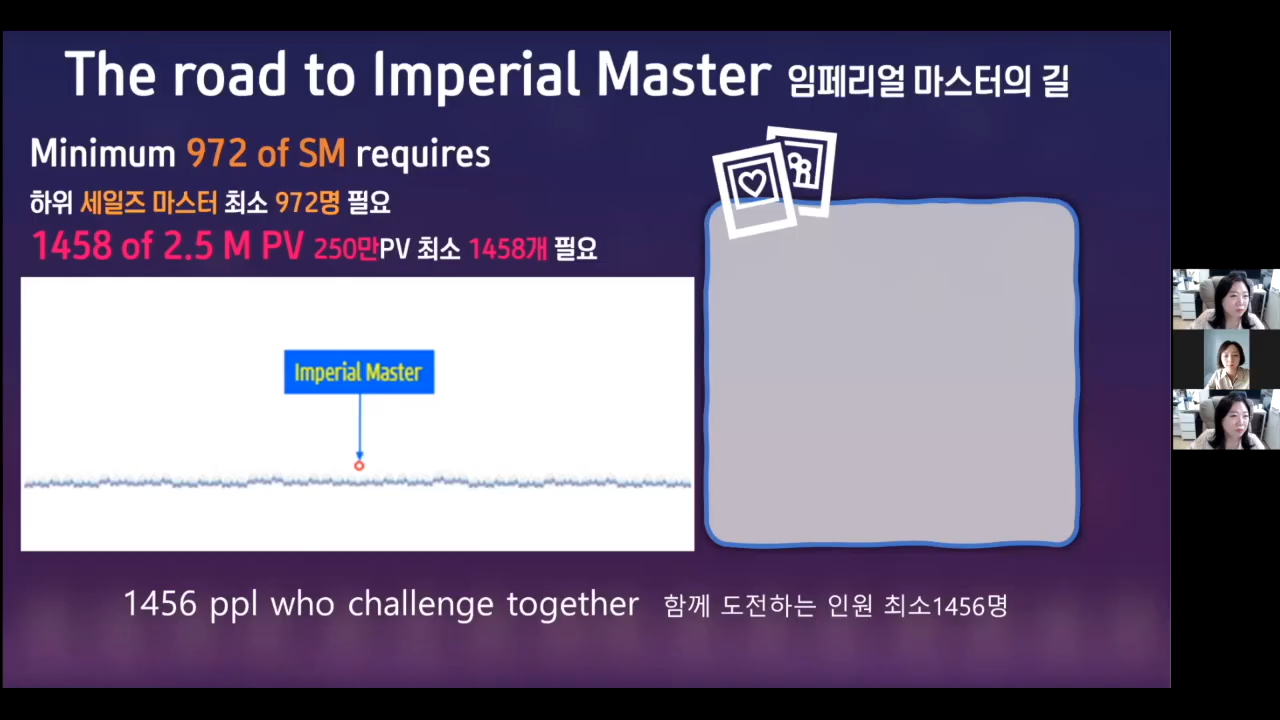 The road to Imperial Master 임페리얼 마스터의 길
Minimum 972 of SM requires
하위 세일즈 마스터 최소 972명 필요
1458 of 2.5 M PV 250만PV 최소 1458개 필요
Imperial Master
1456 ppl who challenge together 함께 도전하는 인원 최소1456명